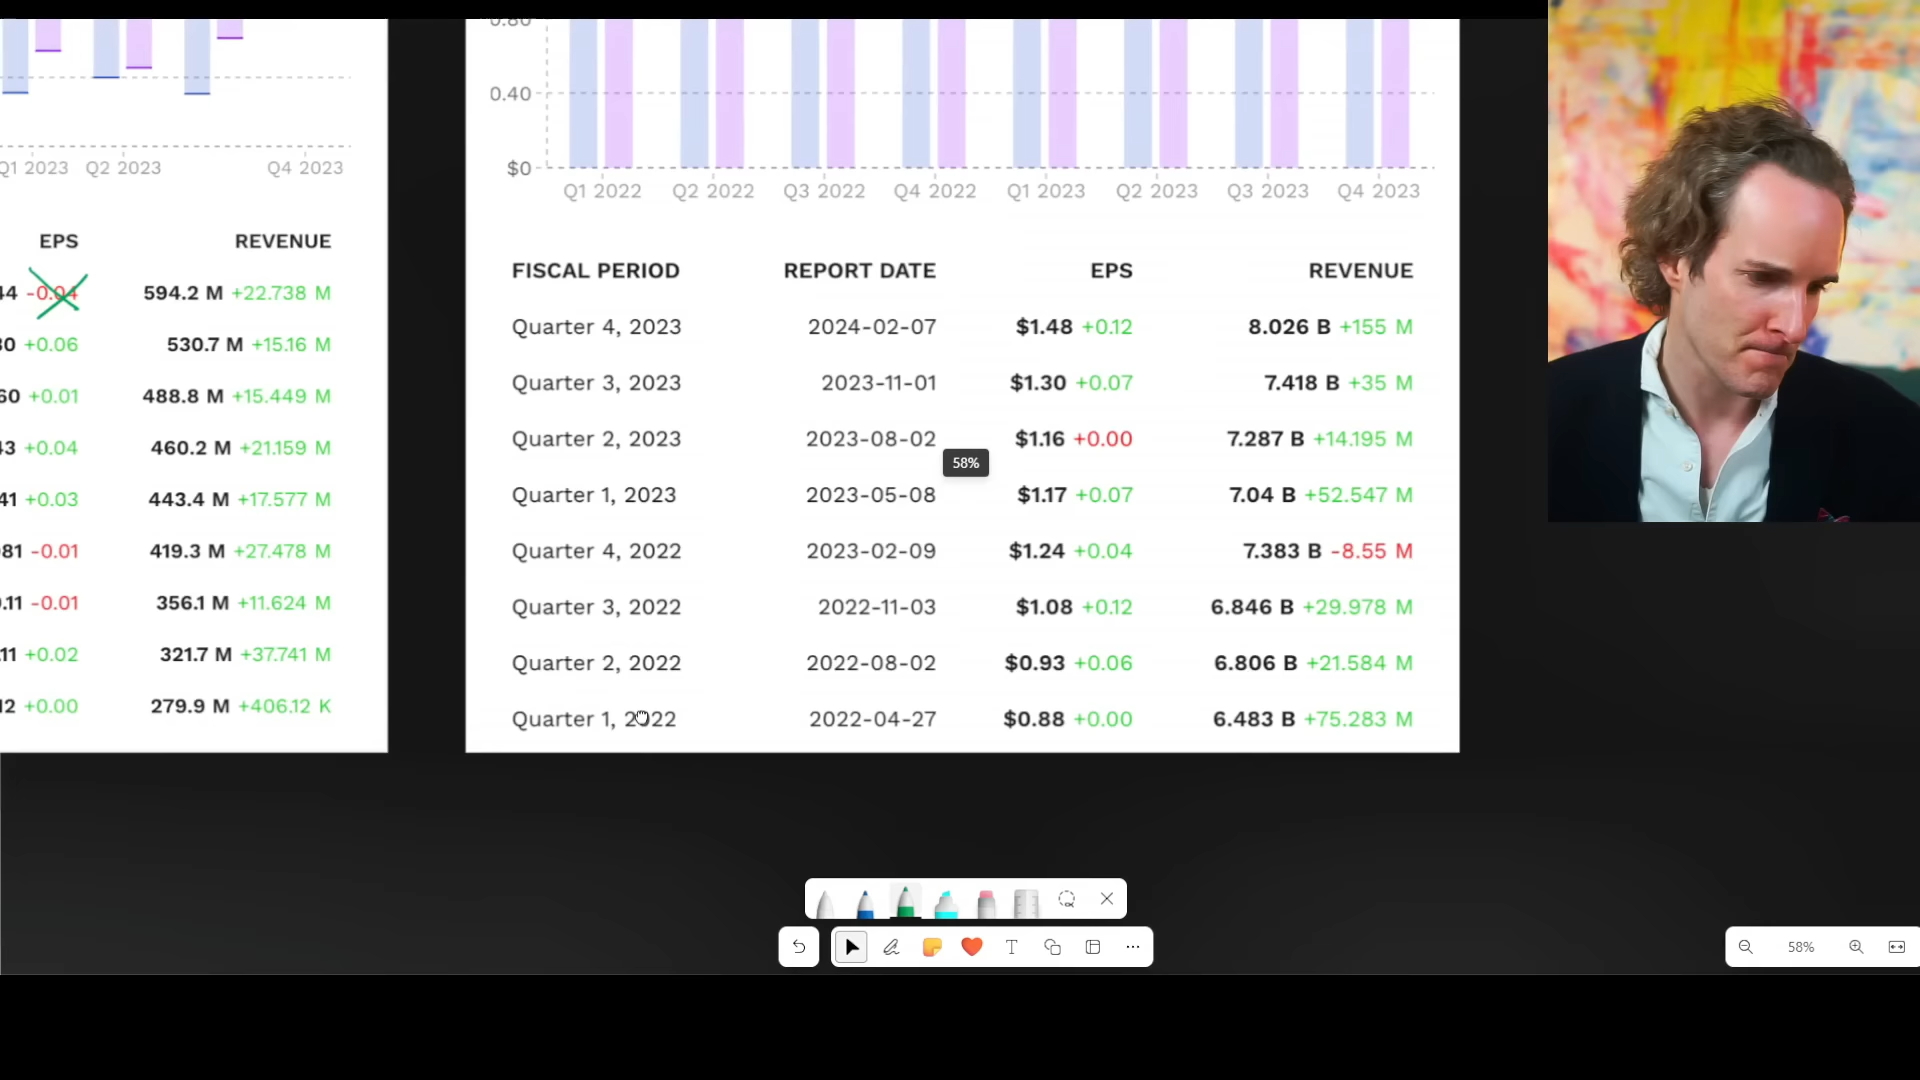 Q1 2023 Q2 2023 Q4 2023
EPS REVENUE
-0.04 594.2 M +22.738 M
+0.06 530.7 M +15.16 M
+0.01 488.8 M +15.449 M
+0.04 460.2 M +21.159 M
+0.03 443.4 M +17.577 M
-0.01 419.3 M +27.478 M
-0.01 356.1 M +11.624 M
+0.02 321.7 M +37.741 M
+0.00 279.9 M +406.12 K
0.80
0.40
$0
Q1 2022 Q2 2022 Q3 2022 Q4 2022 Q1 2023 Q2 2023 Q3 2023 Q4 2023
FISCAL PERIOD REPORT DATE EPS REVENUE
Quarter 4, 2023 2024-02-07 $1.48 +0.12 8.026 B +155 M
Quarter 3, 2023 2023-11-01 $1.30 +0.07 7.418 B +35 M
Quarter 2, 2023 2023-08-02 $1.16 +0.00 7.287 B +14.195 M
58%
Quarter 1, 2023 2023-05-08 $1.17 +0.07 7.04 B +52.547 M
Quarter 4, 2022 2023-02-09 $1.24 +0.04 7.383 B -8.55 M
Quarter 3, 2022 2022-11-03 $1.08 +0.12 6.846 B +29.978 M
Quarter 2, 2022 2022-08-02 $0.93 +0.06 6.806 B +21.584 M
Quarter 1, 2022 2022-04-27 $0.88 +0.00 6.483 B +75.283 M
T
58%